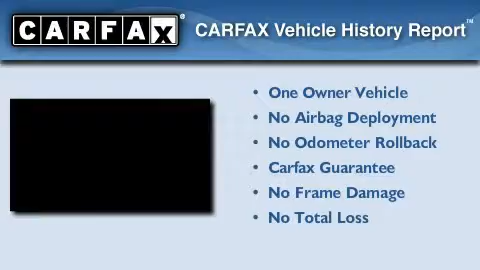 CARFAX® CARFAX Vehicle History Report™
• One Owner Vehicle
• No Airbag Deployment
• No Odometer Rollback
• Carfax Guarantee
• No Frame Damage
• No Total Loss